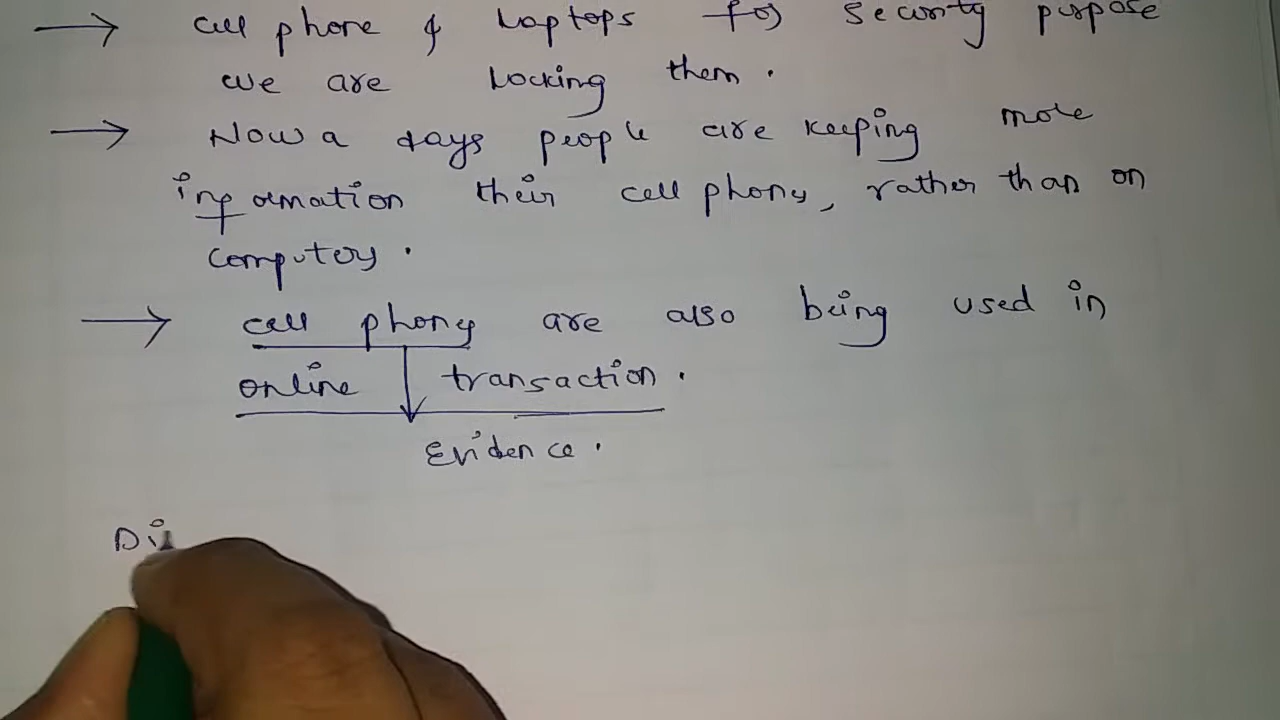 → cell phone & Laptops for security purpose
we are Locking them.
→ Now a days people are keeping more
information their cell phones, rather than on
computers.
→ cell phones are also being used in
online transaction.
Evidence.
Di